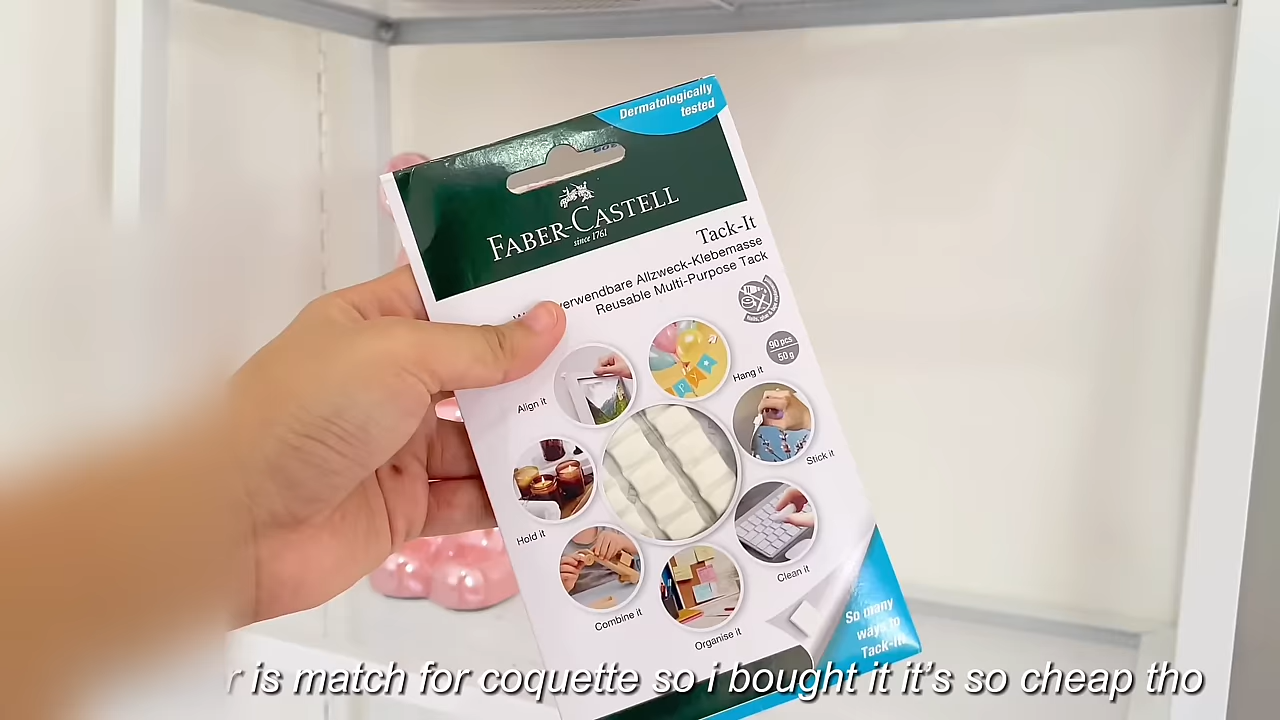 Dermatologically
tested
FABER-CASTELL
since 1761
Tack-It
verwendbare Allzweck-Klebemasse
Reusable Multi-Purpose Tack
90 pcs
50 g
Align it
Hang it
Stick it
Hold it
Clean it
Combine it
Organise it
So many
ways to
Tack-It!
is match for coquette so i bought it it's so cheap tho